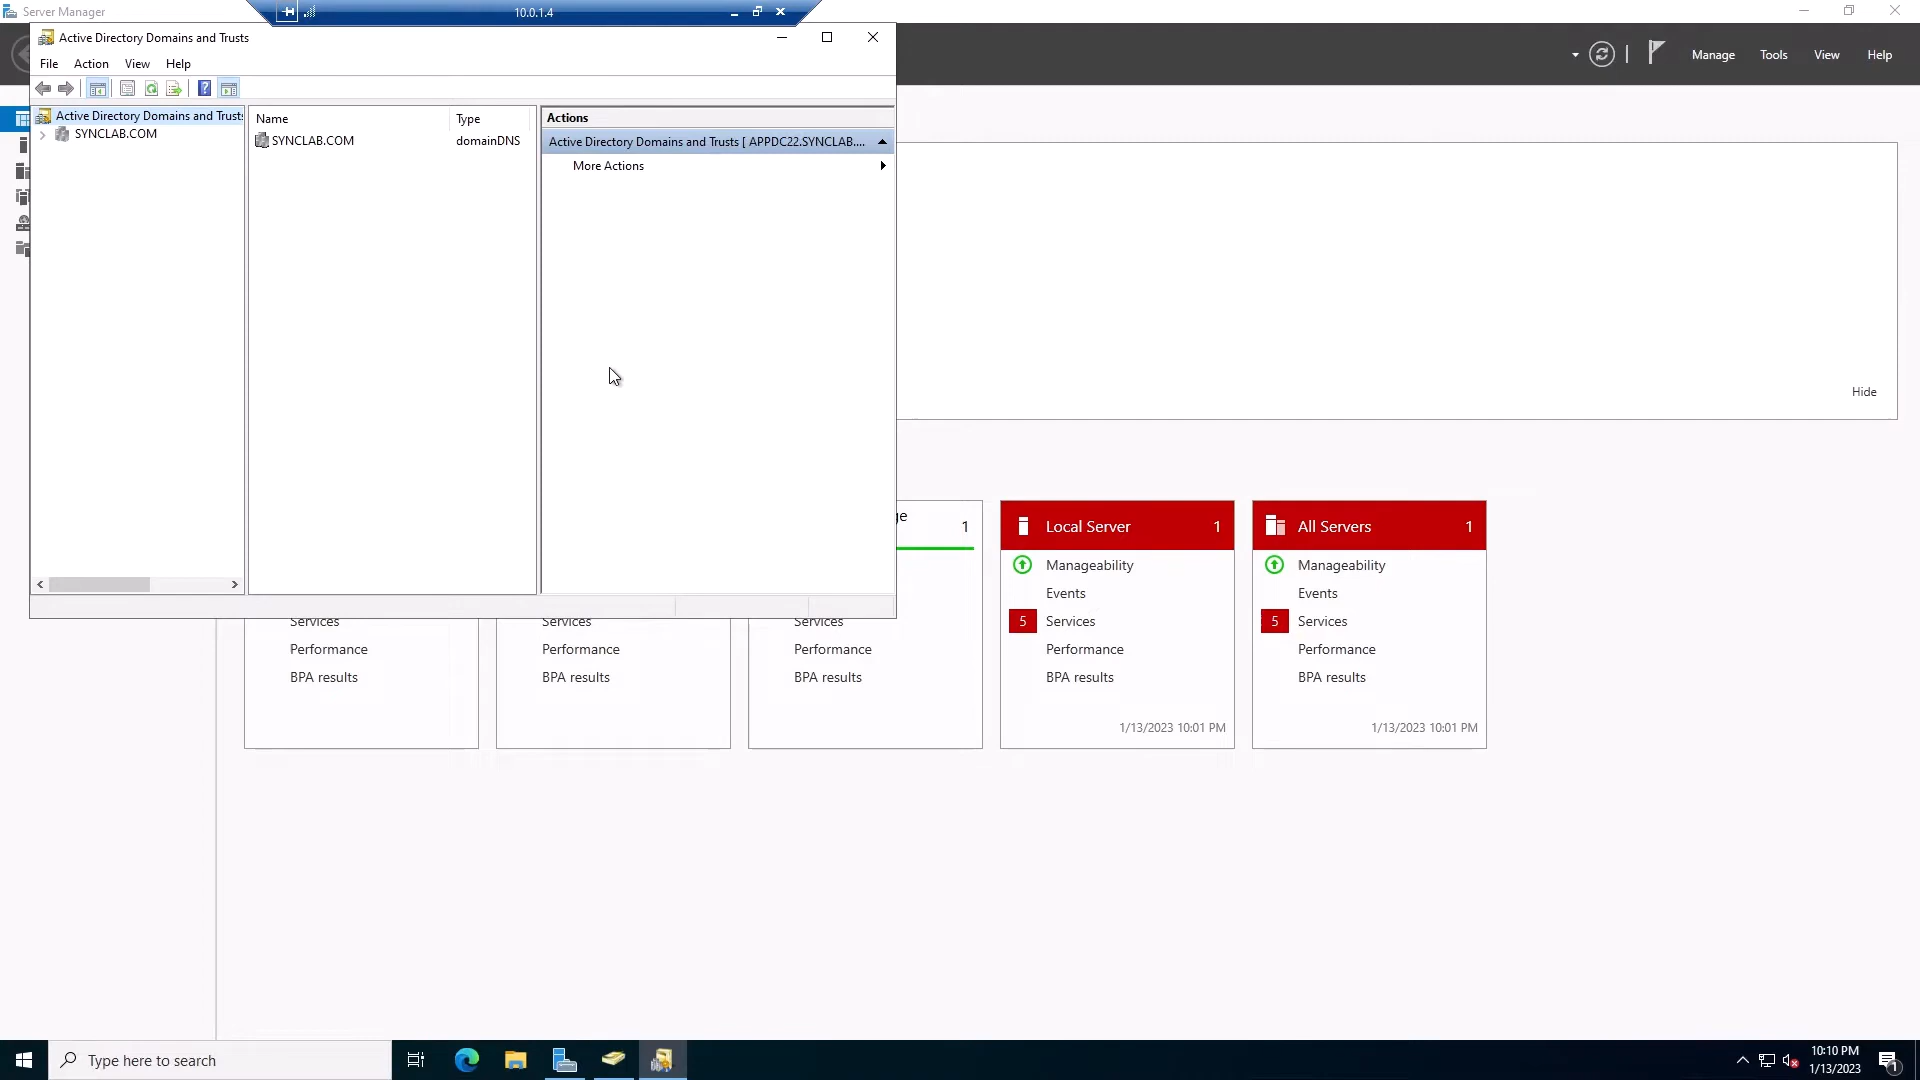 Server Manager
10.0.1.4
Active Directory Domains and Trusts
File Action View Help
Manage Tools View Help
Active Directory Domains and Trusts
SYNCLAB.COM
Name Type
SYNCLAB.COM domainDNS
Actions
Active Directory Domains and Trusts [ APPDC22.SYNCLAB....
More Actions
Hide
ge 1
Services
Performance
BPA results
Services
Performance
BPA results
Services
Performance
BPA results
Local Server 1
Manageability
Events
5 Services
Performance
BPA results
1/13/2023 10:01 PM
All Servers 1
Manageability
Events
5 Services
Performance
BPA results
1/13/2023 10:01 PM
Type here to search
10:10 PM
1/13/2023
1